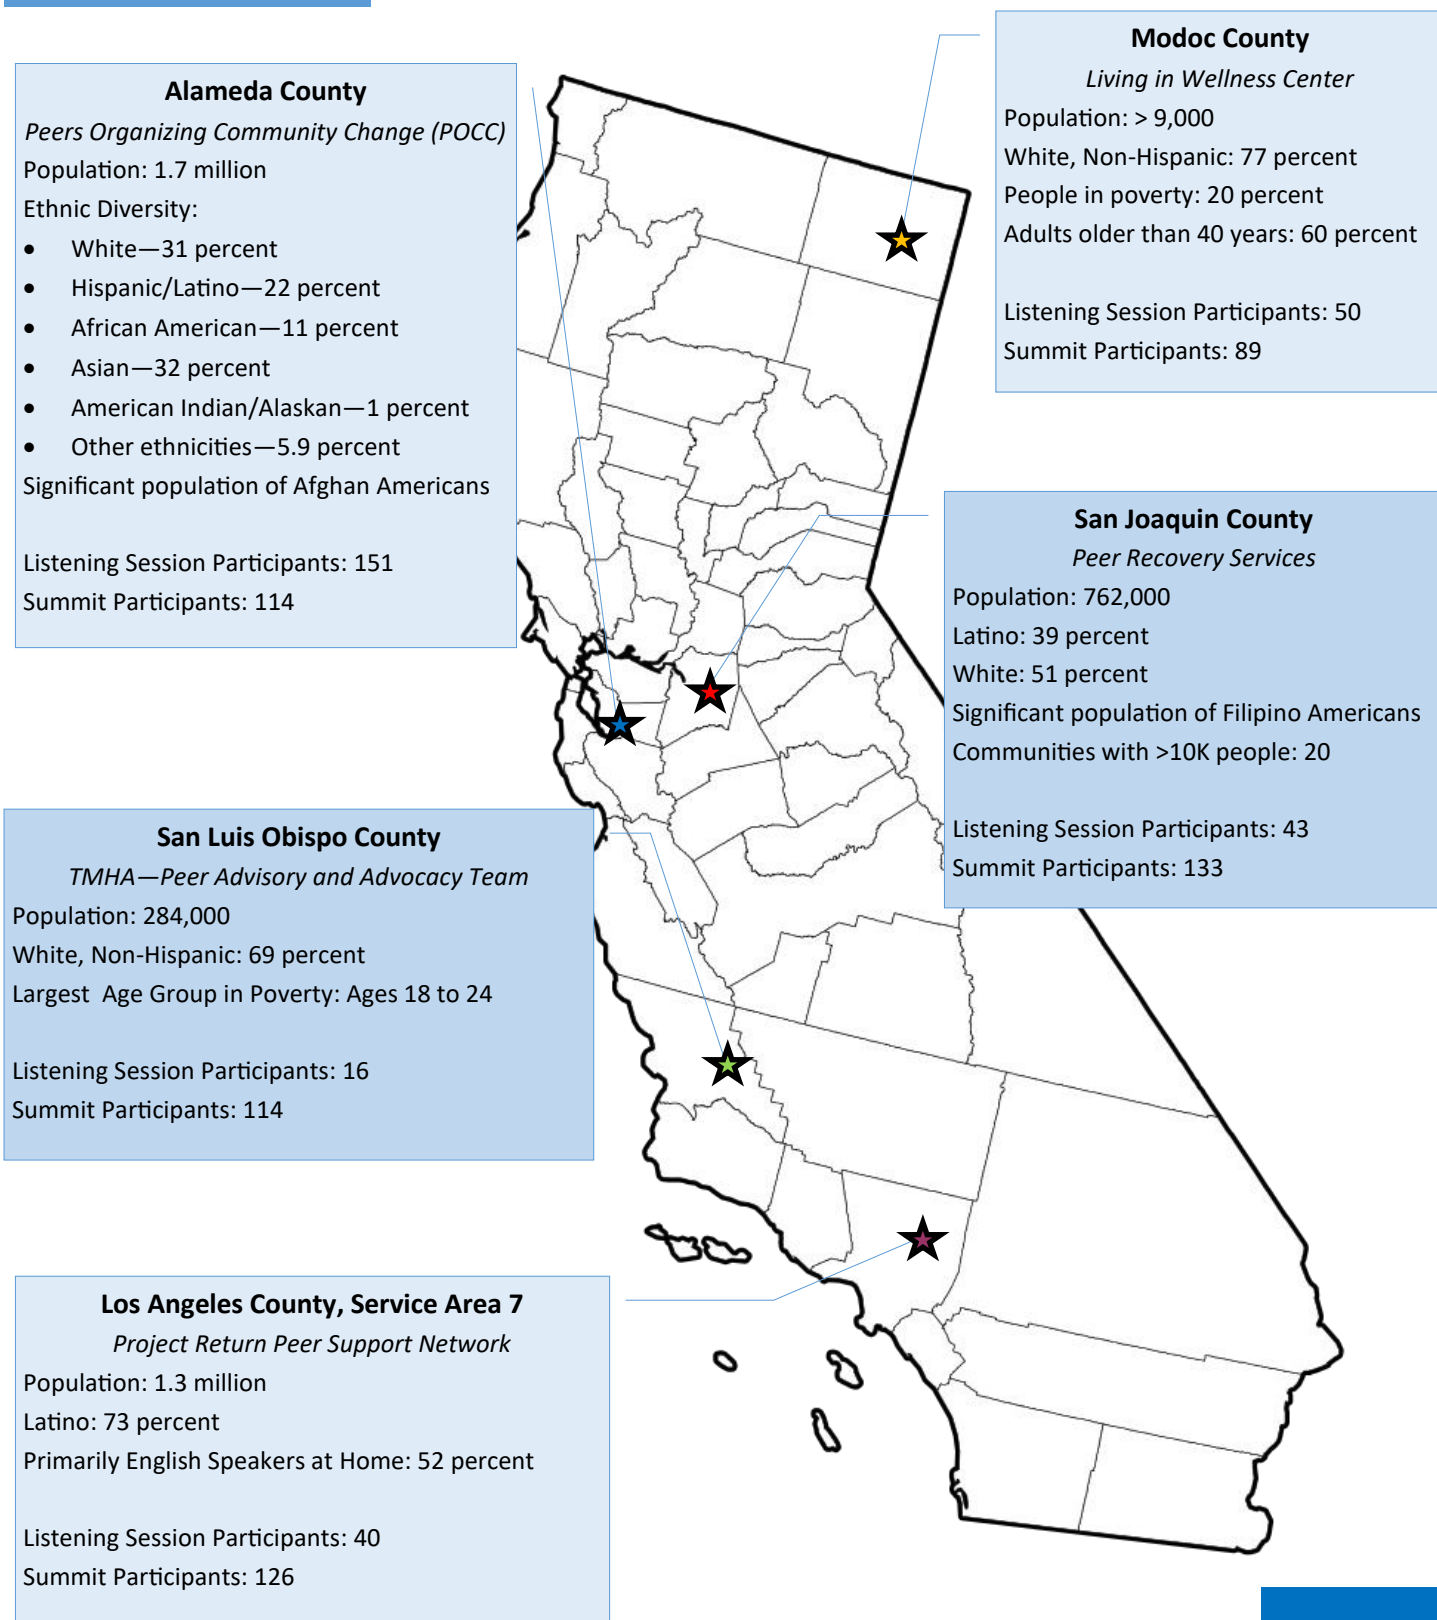 Modoc County
Living in Wellness Center
Population: > 9,000
White, Non-Hispanic: 77 percent
People in poverty: 20 percent
Adults older than 40 years: 60 percent
Listening Session Participants: 50
Summit Participants: 89
Alameda County
Peers Organizing Community Change (POCC)
Population: 1.7 million
Ethnic Diversity:
• White—31 percent
• Hispanic/Latino—22 percent
• African American—11 percent
• Asian—32 percent
• American Indian/Alaskan—1 percent
• Other ethnicities—5.9 percent
Significant population of Afghan Americans
Listening Session Participants: 151
Summit Participants: 114
San Joaquin County
Peer Recovery Services
Population: 762,000
Latino: 39 percent
White: 51 percent
Significant population of Filipino Americans
Communities with >10K people: 20
Listening Session Participants: 43
Summit Participants: 133
San Luis Obispo County
TMHA—Peer Advisory and Advocacy Team
Population: 284,000
White, Non-Hispanic: 69 percent
Largest  Age Group in Poverty: Ages 18 to 24
Listening Session Participants: 16
Summit Participants: 114
Los Angeles County, Service Area 7
Project Return Peer Support Network
Population: 1.3 million
Latino: 73 percent
Primarily English Speakers at Home: 52 percent
Listening Session Participants: 40
Summit Participants: 126